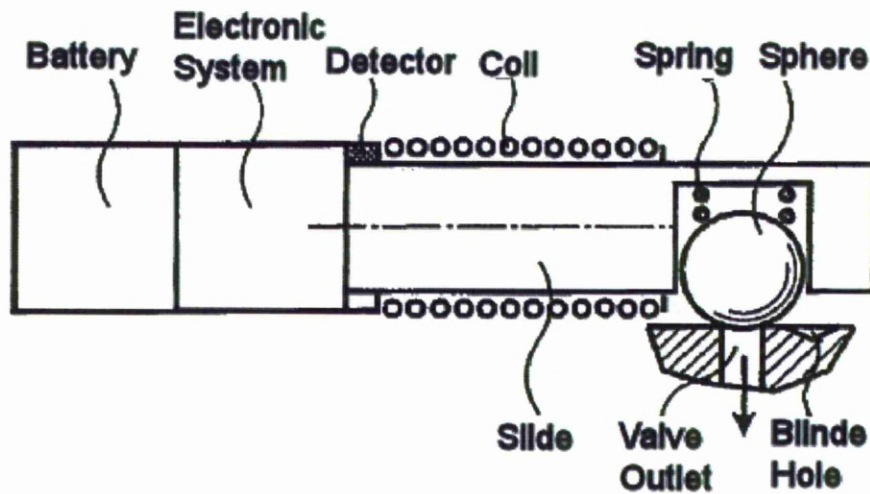 Battery
Electronic
System
Detector
Coil
Spring
Sphere
Slide
Valve
Outlet
Blinde
Hole